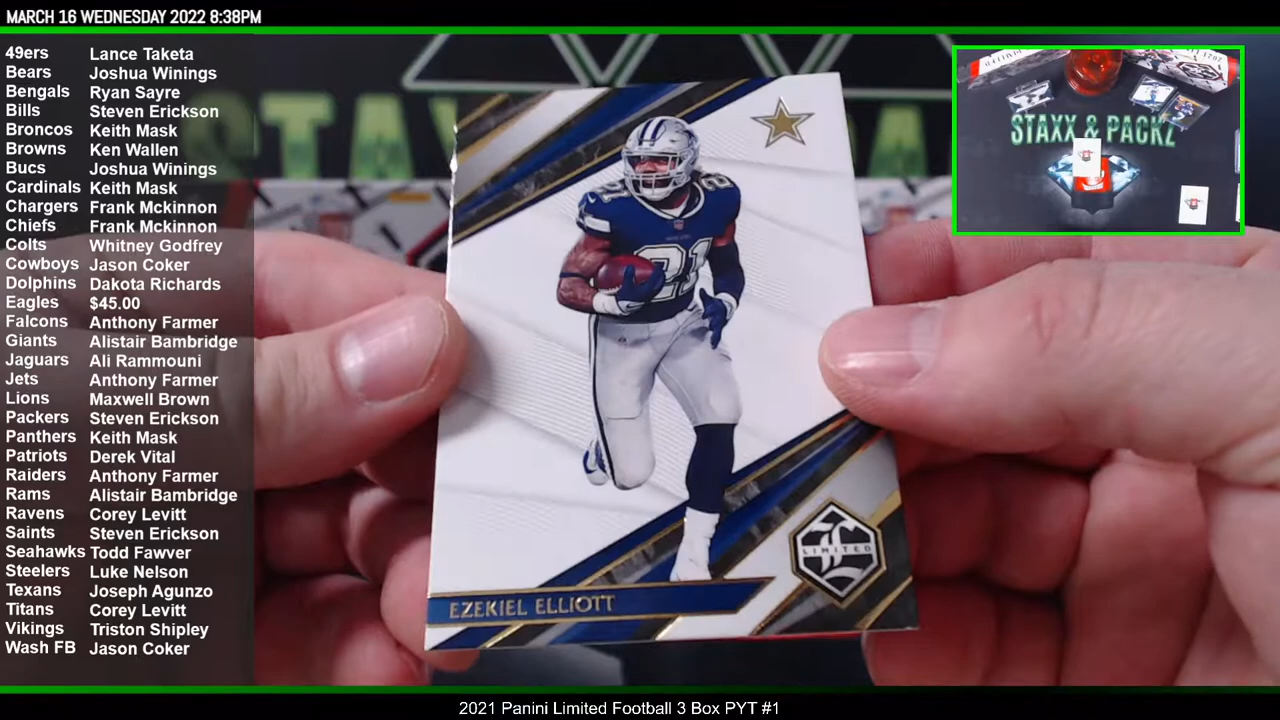 MARCH 16 WEDNESDAY 2022 8:38PM
49ers Lance Taketa
Bears Joshua Winings
Bengals Ryan Sayre
Bills Steven Erickson
Broncos Keith Mask
Browns Ken Wallen
Bucs Joshua Winings
Cardinals Keith Mask
Chargers Frank Mckinnon
Chiefs Frank Mckinnon
Colts Whitney Godfrey
Cowboys Jason Coker
Dolphins Dakota Richards
Eagles $45.00
Falcons Anthony Farmer
Giants Alistair Bambridge
Jaguars Ali Rammouni
Jets Anthony Farmer
Lions Maxwell Brown
Packers Steven Erickson
Panthers Keith Mask
Patriots Derek Vital
Raiders Anthony Farmer
Rams Alistair Bambridge
Ravens Corey Levitt
Saints Steven Erickson
Seahawks Todd Fawver
Steelers Luke Nelson
Texans Joseph Agunzo
Titans Corey Levitt
Vikings Triston Shipley
Wash FB Jason Coker
21
21
LIMITED
EZEKIEL ELLIOTT
STAXX & PACKZ
2021 Panini Limited Football 3 Box PYT #1